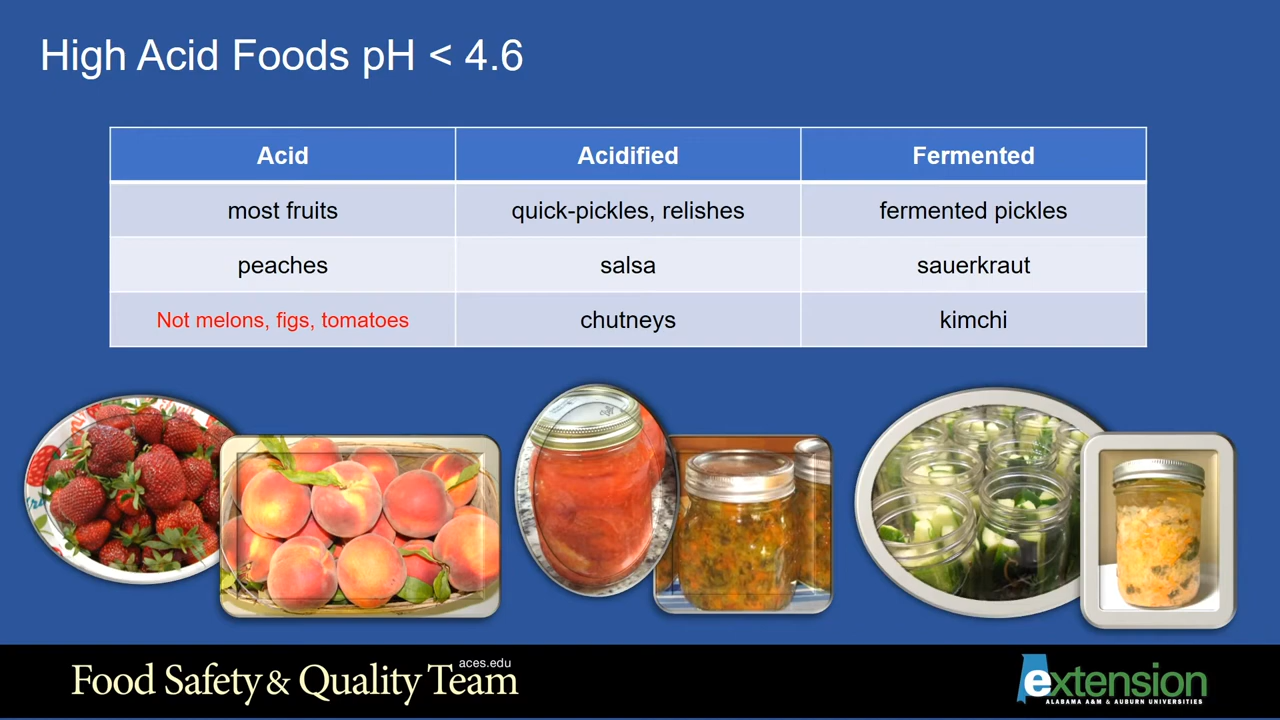 High Acid Foods pH < 4.6
Acid Acidified Fermented
most fruits quick-pickles, relishes fermented pickles
peaches salsa sauerkraut
Not melons, figs, tomatoes chutneys kimchi
aces.edu
Food Safety & Quality Team
extension
ALABAMA A&M & AUBURN UNIVERSITIES